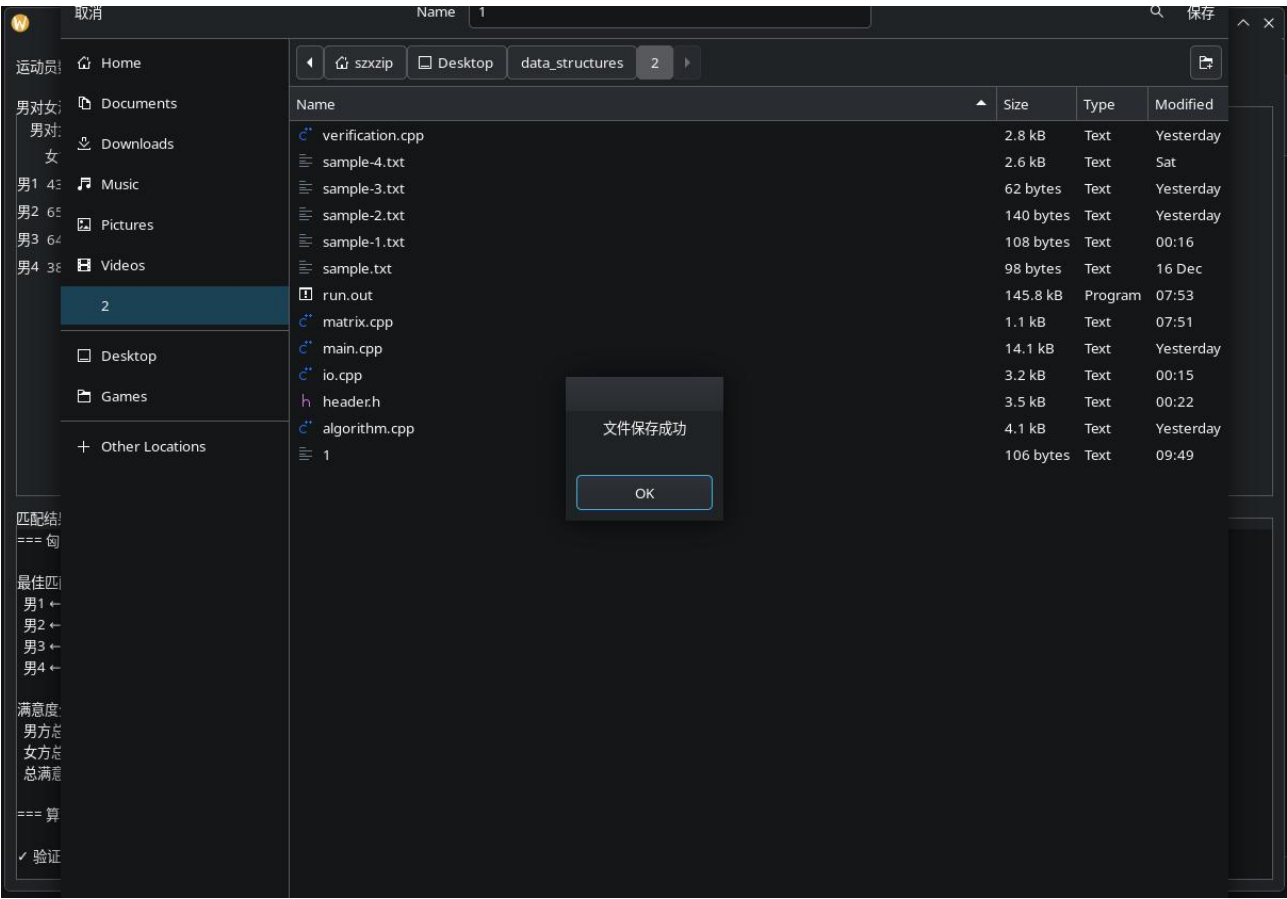 取消 Name 1 保存
Home
Documents
Downloads
Music
Pictures
Videos
2
Desktop
Games
Other Locations
szxzip Desktop data_structures 2
Name Size Type Modified
verification.cpp 2.8 kB Text Yesterday
sample-4.txt 2.6 kB Text Sat
sample-3.txt 62 bytes Text Yesterday
sample-2.txt 140 bytes Text Yesterday
sample-1.txt 108 bytes Text 00:16
sample.txt 98 bytes Text 16 Dec
run.out 145.8 kB Program 07:53
matrix.cpp 1.1 kB Text 07:51
main.cpp 14.1 kB Text Yesterday
io.cpp 3.2 kB Text 00:15
header.h 3.5 kB Text 00:22
algorithm.cpp 4.1 kB Text Yesterday
1 106 bytes Text 09:49
文件保存成功
OK
运动员
男对女
男对
女
男1 43
男2 65
男3 64
男4 38
匹配结
=== 匈
最佳匹
男1 ←
男2 ←
男3 ←
男4 ←
满意度
男方总
女方总
总满意
=== 算
✓ 验证